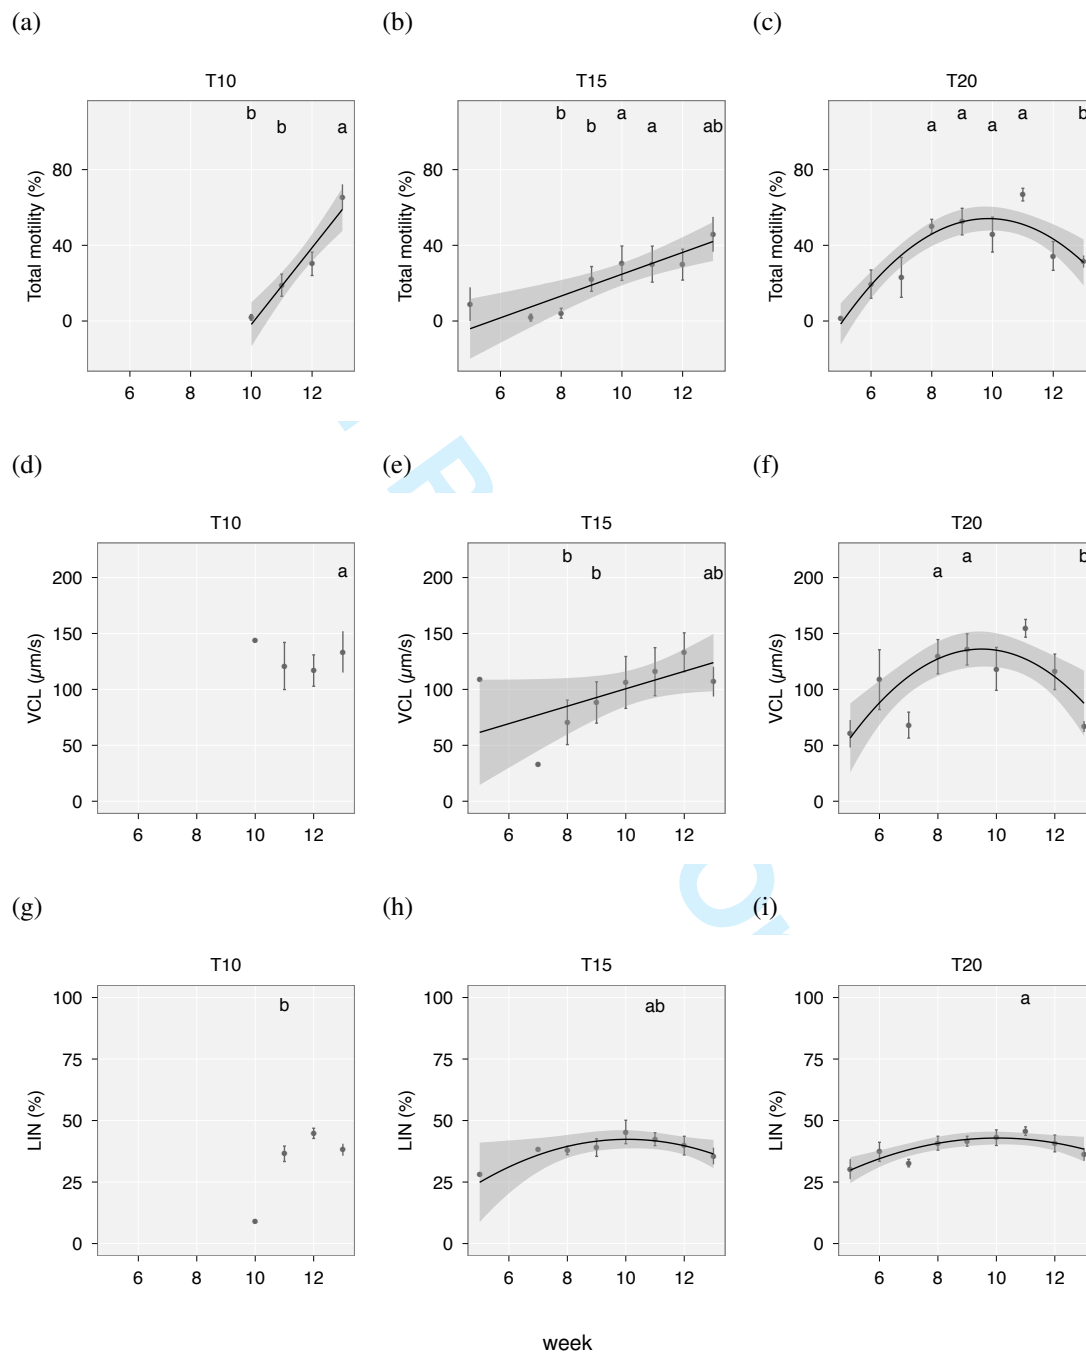 (a) (b) (c)
T10 T15 T20
b b a b b a a ab a a a a a b
Total motility (%) Total motility (%) Total motility (%)
80 80 80
40 40 40
0 0 0
6 8 10 12 6 8 10 12 6 8 10 12
(d) (e) (f)
T10 T15 T20
a b b ab a a b
VCL (µm/s) VCL (µm/s) VCL (µm/s)
200 200 200
150 150 150
100 100 100
50 50 50
0 0 0
6 8 10 12 6 8 10 12 6 8 10 12
(g) (h) (i)
T10 T15 T20
b ab a
LIN (%) LIN (%) LIN (%)
100 100 100
75 75 75
50 50 50
25 25 25
0 0 0
6 8 10 12 6 8 10 12 6 8 10 12
week